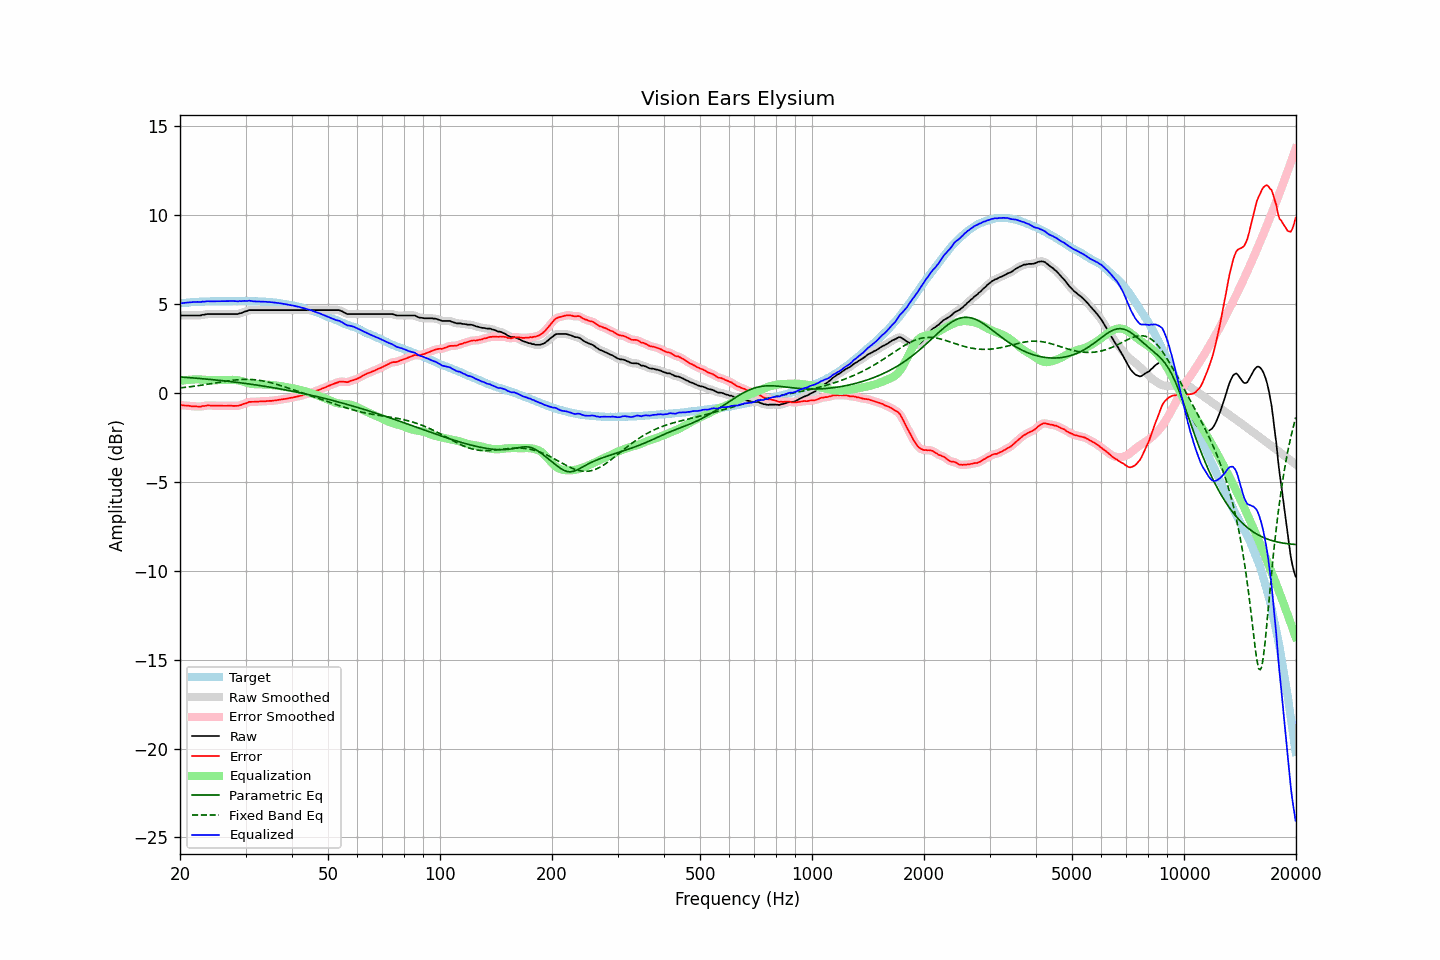 Vision Ears Elysium
Amplitude (dBr)
15
10
5
0
−5
−10
−15
−20
−25
Target
Raw Smoothed
Error Smoothed
Raw
Error
Equalization
Parametric Eq
Fixed Band Eq
Equalized
20 50 100 200 500 1000 2000 5000 10000 20000
Frequency (Hz)